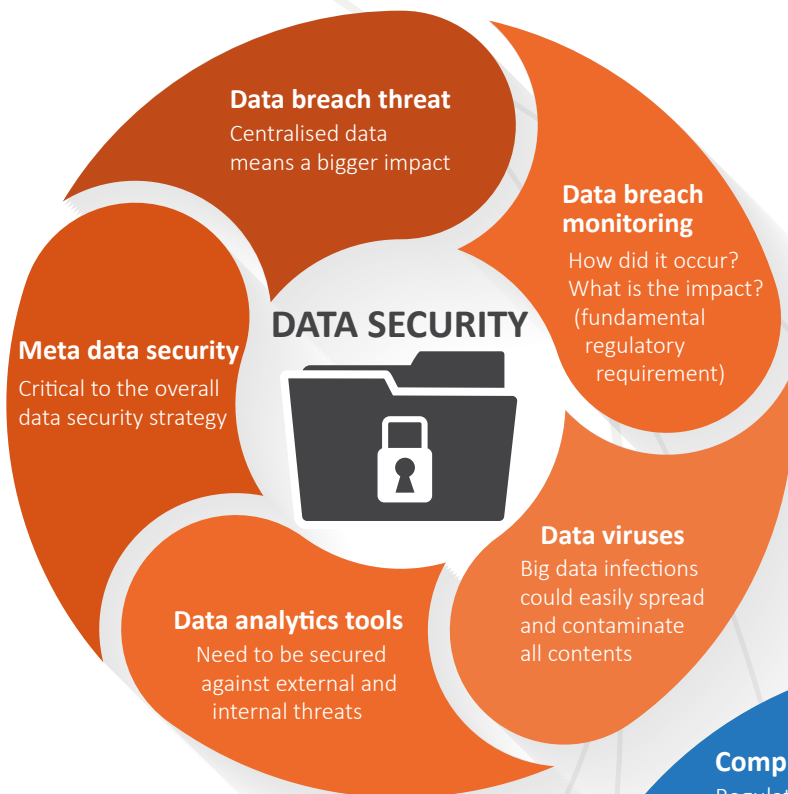 Data breach threat
Centralised data
means a bigger impact
Data breach
monitoring
How did it occur?
What is the impact?
(fundamental
regulatory
requirement)
DATA SECURITY
Meta data security
Critical to the overall
data security strategy
Data viruses
Big data infections
could easily spread
and contaminate
all contents
Data analytics tools
Need to be secured
against external and
internal threats
Comp